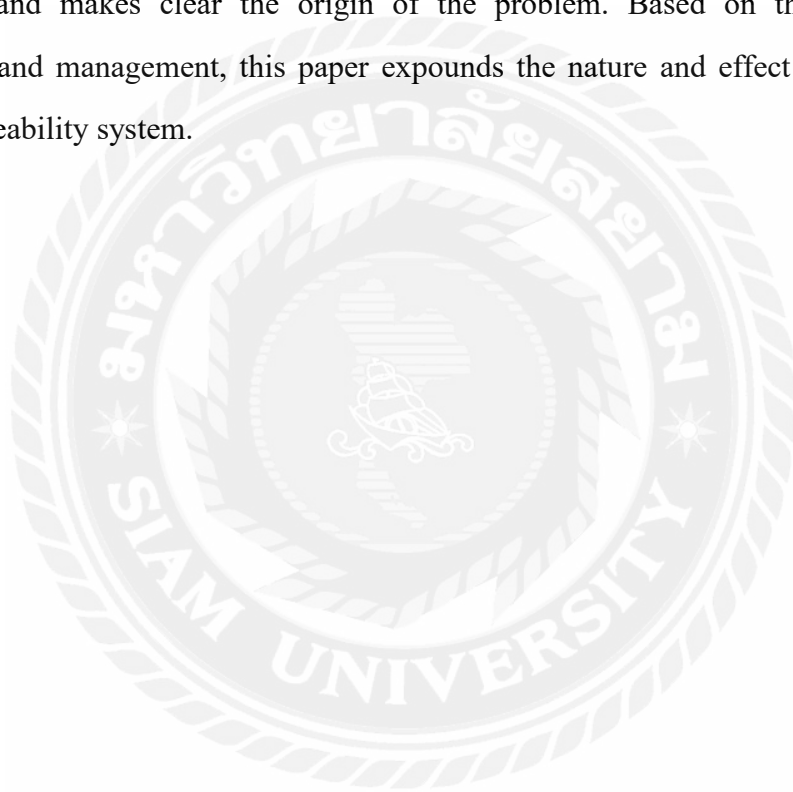 and makes clear the origin of the problem. Based on th
and management, this paper expounds the nature and effect
eability system.
มหาวิทยาลัยสยาม
SIAM UNIVERSITY